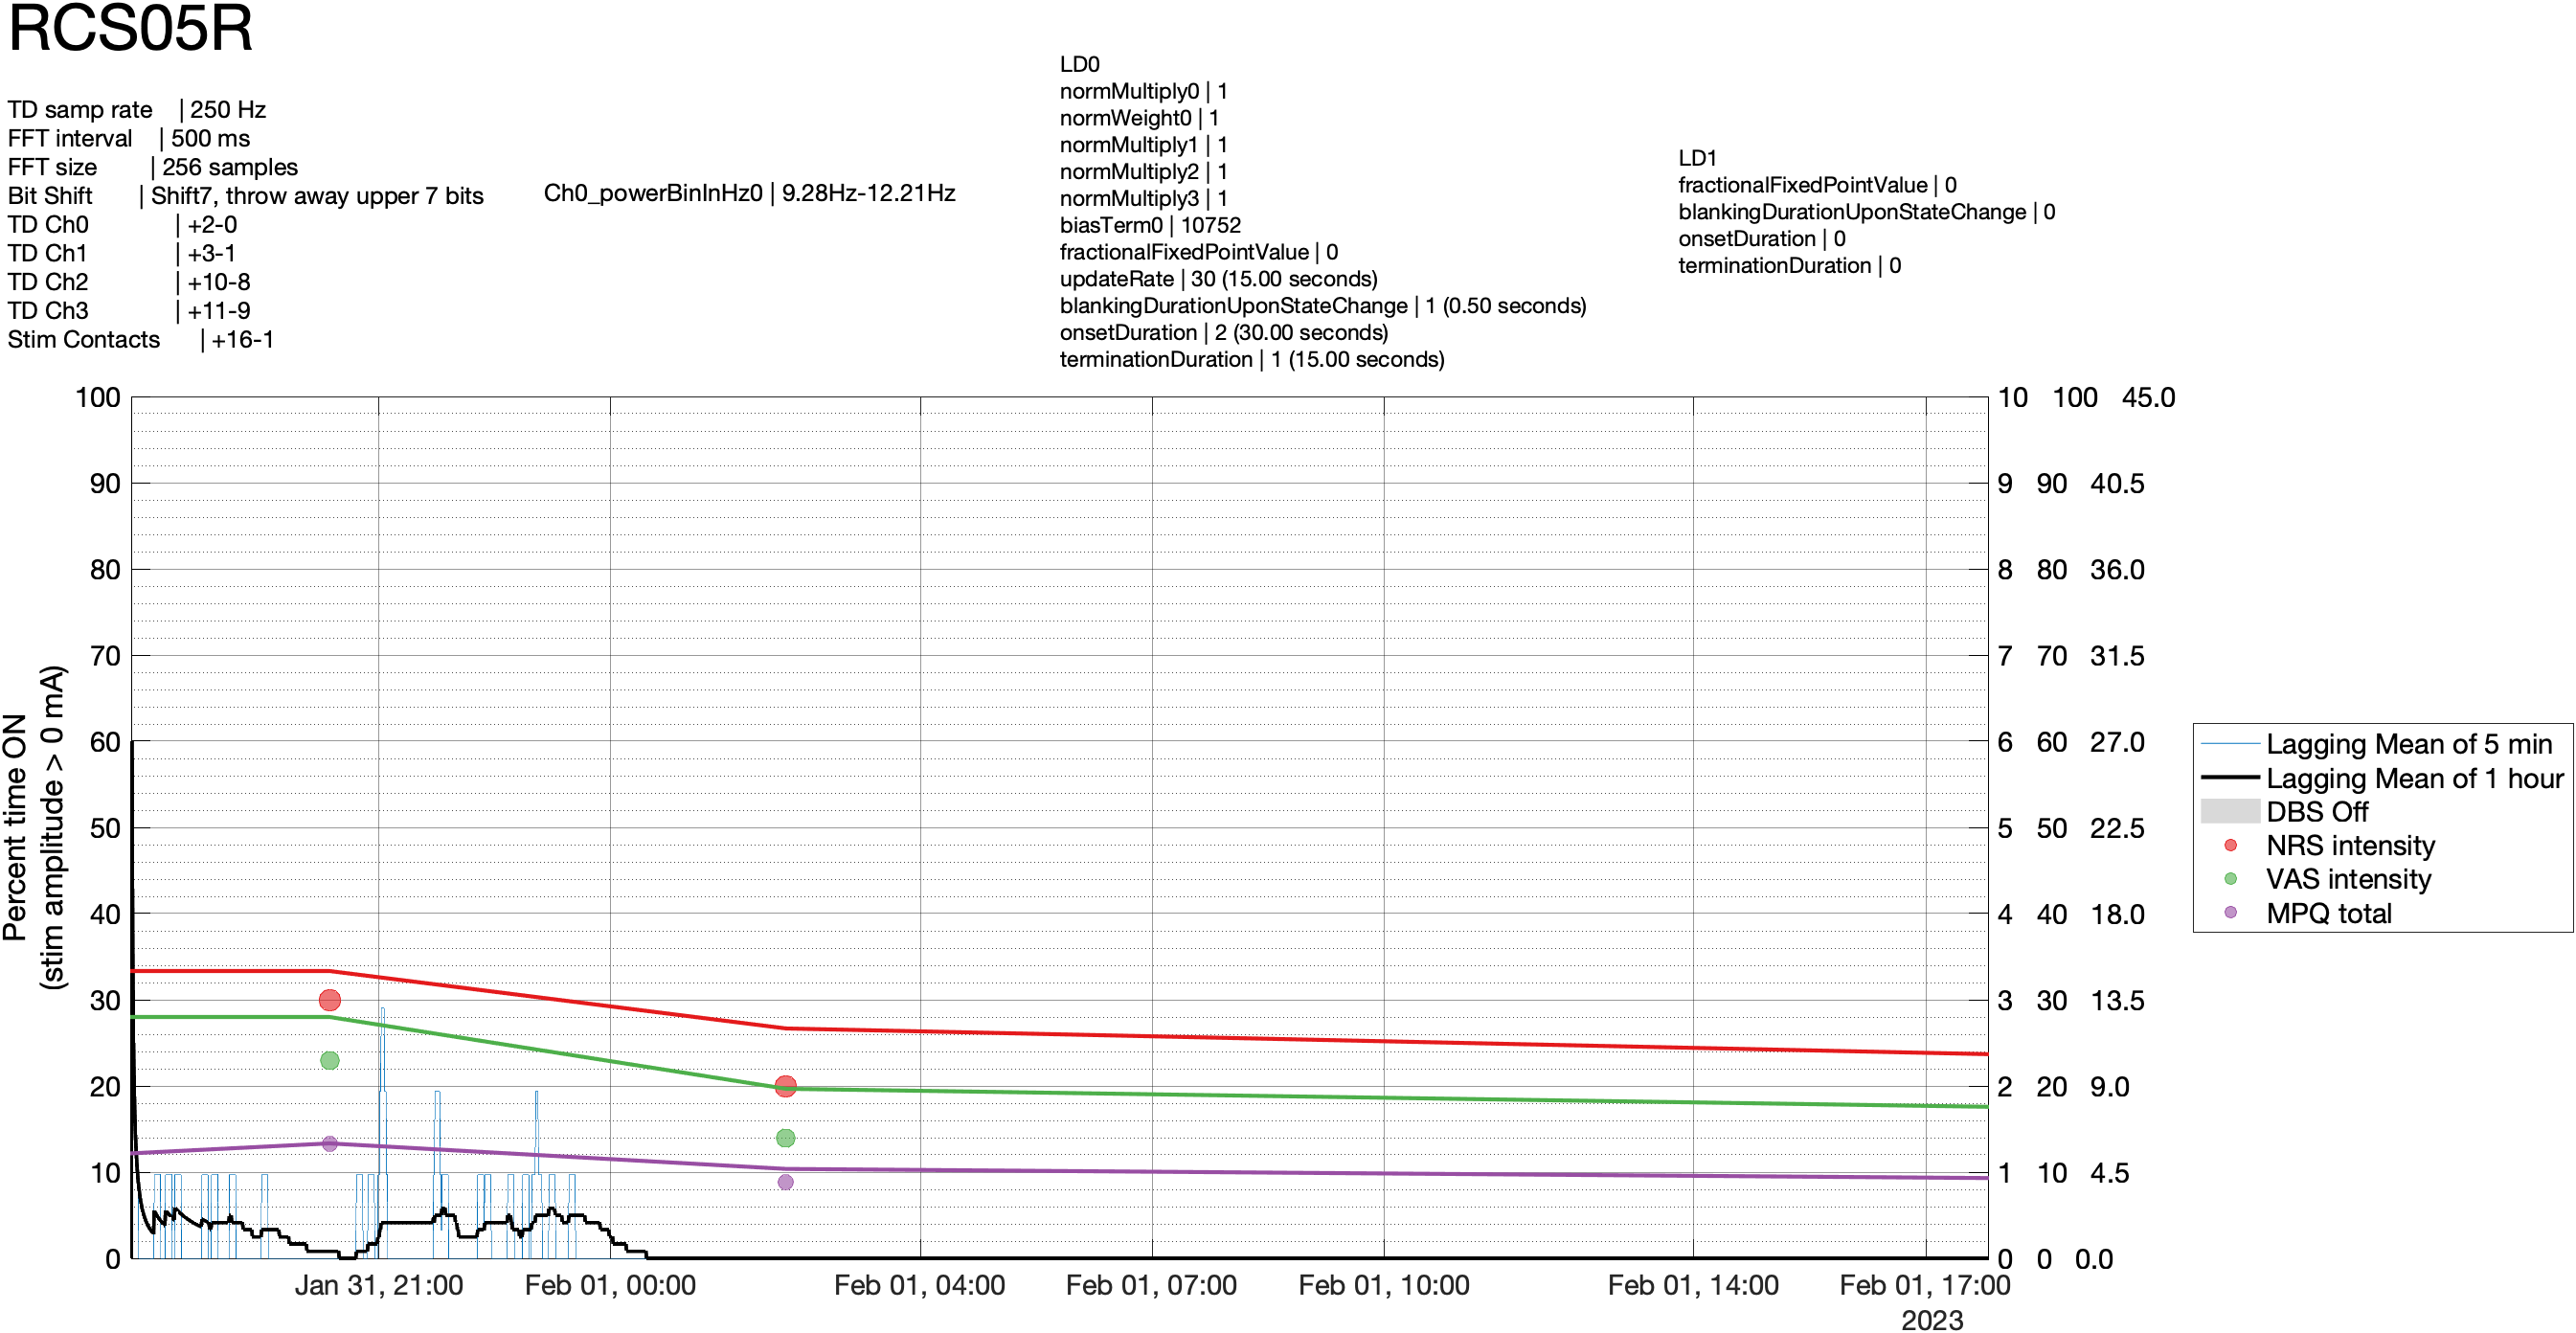 RCS05R
TD samp rate | 250 Hz
FFT interval | 500 ms
FFT size | 256 samples
Bit Shift | Shift7, throw away upper 7 bits
TD Ch0 | +2-0
TD Ch1 | +3-1
TD Ch2 | +10-8
TD Ch3 | +11-9
Stim Contacts | +16-1
Ch0_powerBinInHz0 | 9.28Hz-12.21Hz
LD0
normMultiply0 | 1
normWeight0 | 1
normMultiply1 | 1
normMultiply2 | 1
normMultiply3 | 1
biasTerm0 | 10752
fractionalFixedPointValue | 0
updateRate | 30 (15.00 seconds)
blankingDurationUponStateChange | 1 (0.50 seconds)
onsetDuration | 2 (30.00 seconds)
terminationDuration | 1 (15.00 seconds)
LD1
fractionalFixedPointValue | 0
blankingDurationUponStateChange | 0
onsetDuration | 0
terminationDuration | 0
Percent time ON
(stim amplitude > 0 mA)
100
90
80
70
60
50
40
30
20
10
0
10 100 45.0
9 90 40.5
8 80 36.0
7 70 31.5
6 60 27.0
5 50 22.5
4 40 18.0
3 30 13.5
2 20 9.0
1 10 4.5
0 0 0.0
Jan 31, 21:00 Feb 01, 00:00 Feb 01, 04:00 Feb 01, 07:00 Feb 01, 10:00 Feb 01, 14:00 Feb 01, 17:00
2023
Lagging Mean of 5 min
Lagging Mean of 1 hour
DBS Off
NRS intensity
VAS intensity
MPQ total